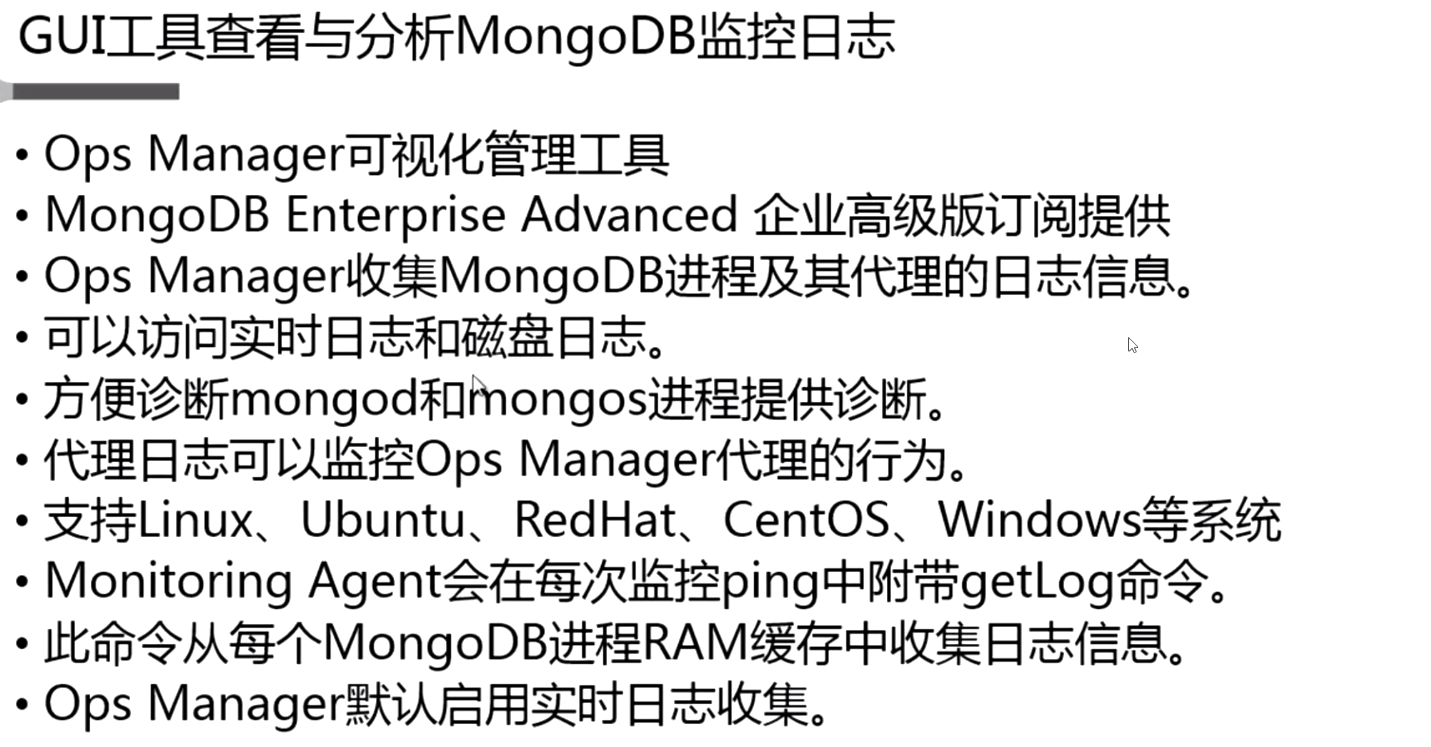 GUI工具查看与分析MongoDB监控日志
• Ops Manager可视化管理工具
• MongoDB Enterprise Advanced 企业高级版订阅提供
• Ops Manager收集MongoDB进程及其代理的日志信息。
• 可以访问实时日志和磁盘日志。
• 方便诊断mongod和mongos进程提供诊断。
• 代理日志可以监控Ops Manager代理的行为。
• 支持Linux、Ubuntu、RedHat、CentOS、Windows等系统
• Monitoring Agent会在每次监控ping中附带getLog命令。
• 此命令从每个MongoDB进程RAM缓存中收集日志信息。
• Ops Manager默认启用实时日志收集。